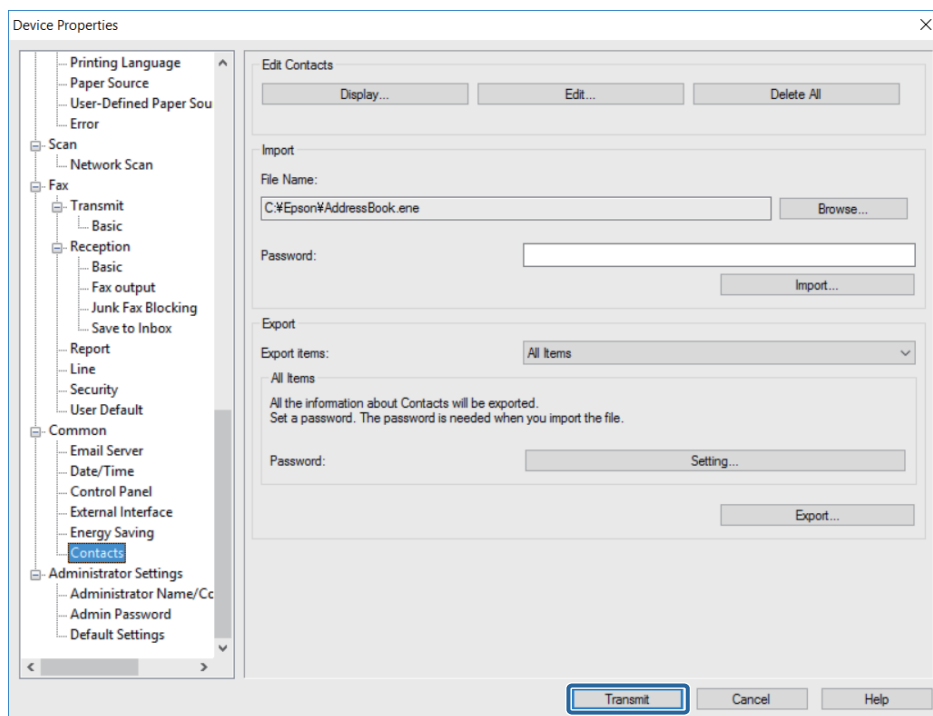 Device Properties
Printing Language
Paper Source
User-Defined Paper Sou
Error
Scan
Network Scan
Fax
Transmit
Basic
Reception
Basic
Fax output
Junk Fax Blocking
Save to Inbox
Report
Line
Security
User Default
Common
Email Server
Date/Time
Control Panel
External Interface
Energy Saving
Contacts
Administrator Settings
Administrator Name/Cc
Admin Password
Default Settings
Edit Contacts
Display... Edit... Delete All
Import
File Name:
C:¥Epson¥AddressBook.ene Browse...
Password:
Import...
Export
Export items: All Items
All Items
All the information about Contacts will be exported.
Set a password. The password is needed when you import the file.
Password: Setting...
Export...
Transmit Cancel Help